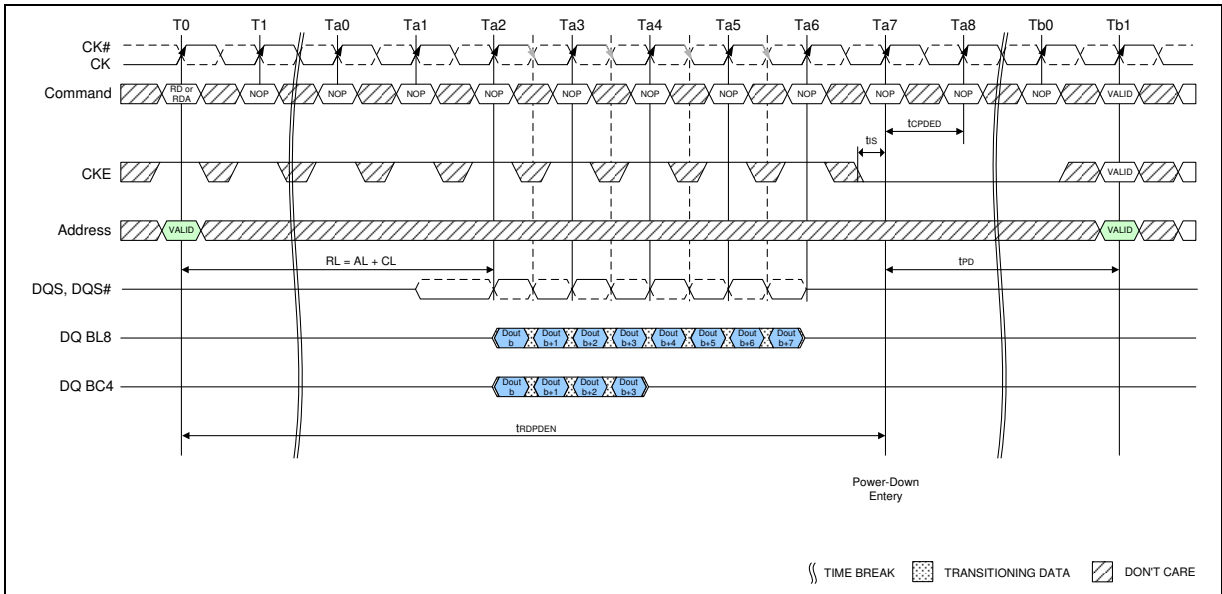 T0 T1 Ta0 Ta1 Ta2 Ta3 Ta4 Ta5 Ta6 Ta7 Ta8 Tb0 Tb1
CK#
CK
Command RD or RDA NOP NOP NOP NOP NOP NOP NOP NOP NOP NOP NOP VALID
tCPDED
tIS
CKE VALID
Address VALID VALID
RL = AL + CL tPD
DQS, DQS#
DQ BL8 Dout b Dout b+1 Dout b+2 Dout b+3 Dout b+4 Dout b+5 Dout b+6 Dout b+7
DQ BC4 Dout b Dout b+1 Dout b+2 Dout b+3
tRDPDEN
Power-Down
Entery
TIME BREAK TRANSITIONING DATA DON'T CARE